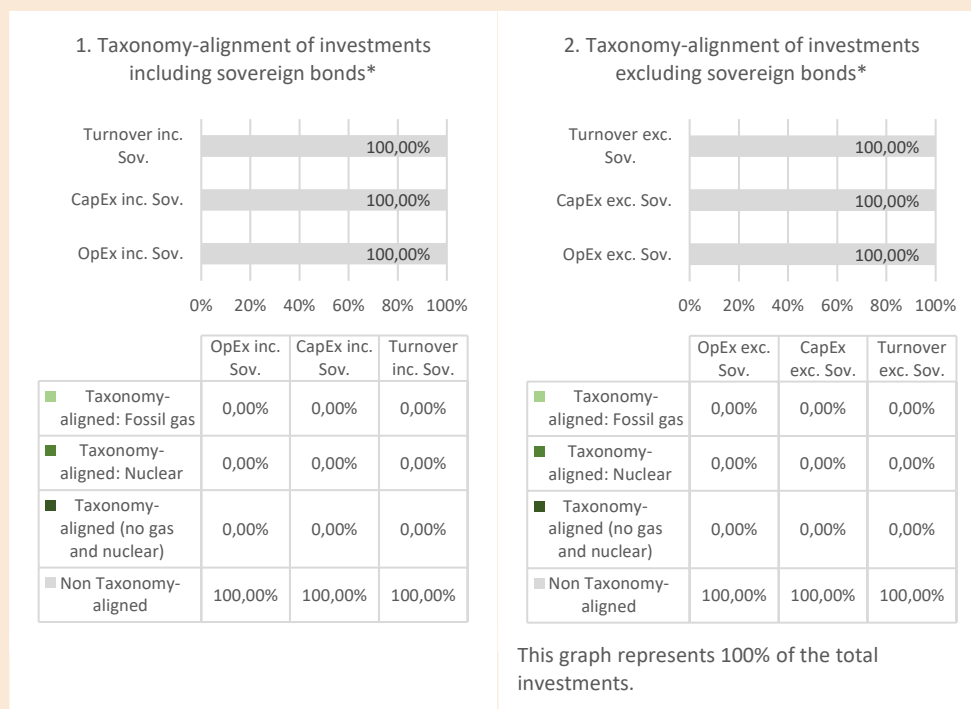 1. Taxonomy-alignment of investments
including sovereign bonds*
Turnover inc.
Sov.
100,00%
CapEx inc. Sov.
100,00%
OpEx inc. Sov.
100,00%
0% 20% 40% 60% 80% 100%
OpEx inc.
Sov.
CapEx inc.
Sov.
Turnover
inc. Sov.
Taxonomy-
aligned: Fossil gas
0,00% 0,00% 0,00%
Taxonomy-
aligned: Nuclear
0,00% 0,00% 0,00%
Taxonomy-
aligned (no gas
and nuclear)
0,00% 0,00% 0,00%
Non Taxonomy-
aligned
100,00% 100,00% 100,00%
2. Taxonomy-alignment of investments
excluding sovereign bonds*
Turnover exc.
Sov.
100,00%
CapEx exc. Sov.
100,00%
OpEx exc. Sov.
100,00%
0% 20% 40% 60% 80% 100%
OpEx exc.
Sov.
CapEx
exc. Sov.
Turnover
exc. Sov.
Taxonomy-
aligned: Fossil gas
0,00% 0,00% 0,00%
Taxonomy-
aligned: Nuclear
0,00% 0,00% 0,00%
Taxonomy-
aligned (no gas
and nuclear)
0,00% 0,00% 0,00%
Non Taxonomy-
aligned
100,00% 100,00% 100,00%
This graph represents 100% of the total
investments.